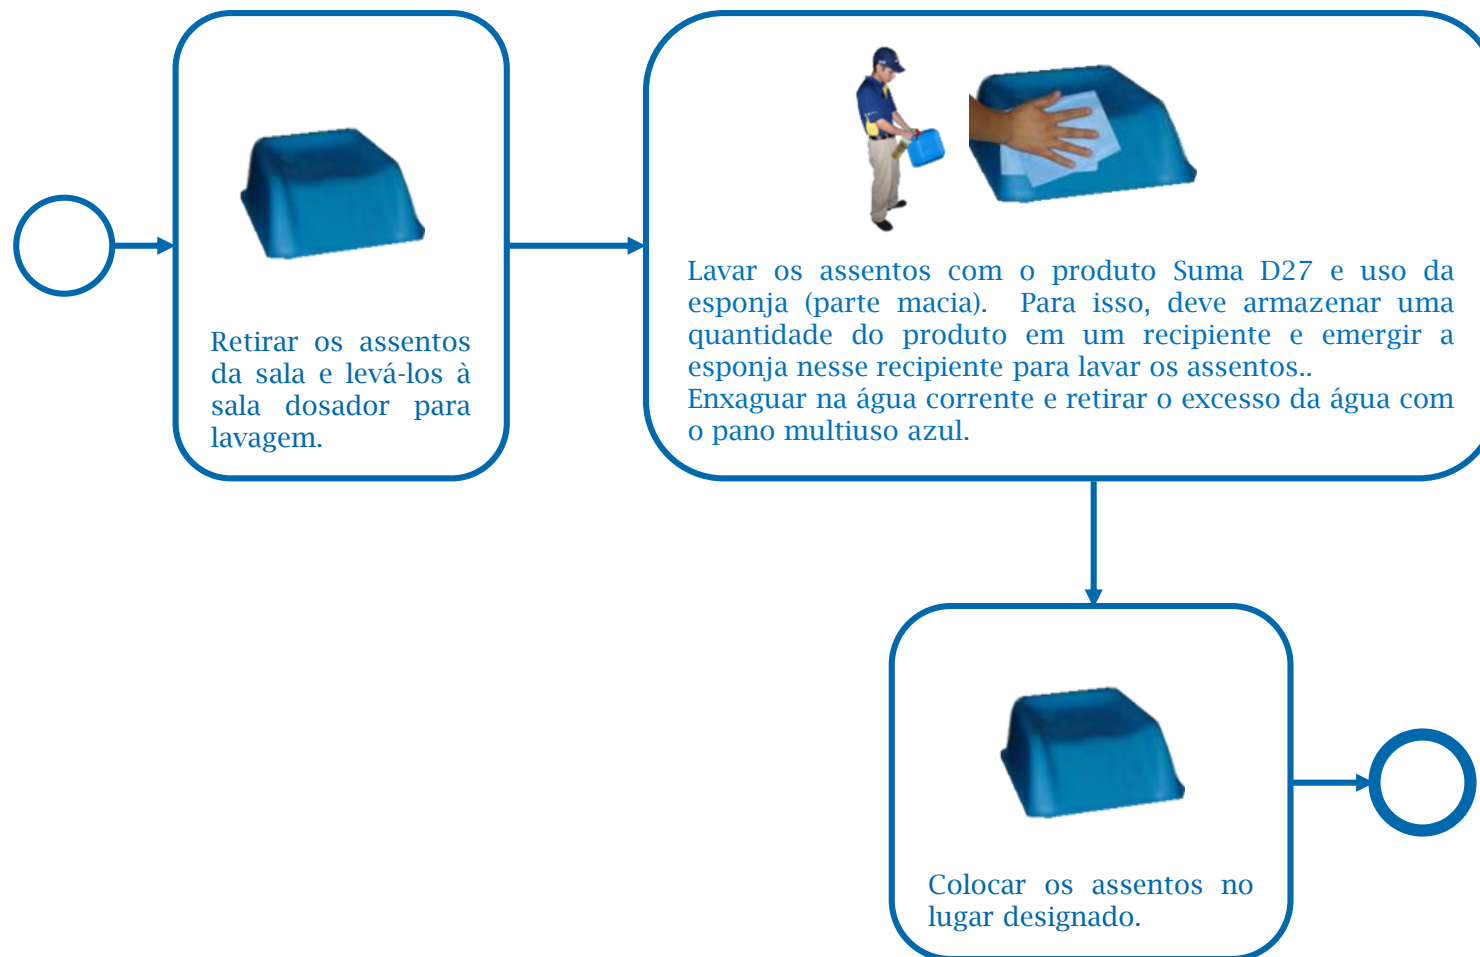 Retirar os assentos
da sala e levá-los à
sala dosador para
lavagem.
Lavar os assentos com o produto Suma D27 e uso da
esponja (parte macia). Para isso, deve armazenar uma
quantidade do produto em um recipiente e emergir a
esponja nesse recipiente para lavar os assentos..
Enxaguar na água corrente e retirar o excesso da água com
o pano multiuso azul.
Colocar os assentos no
lugar designado.